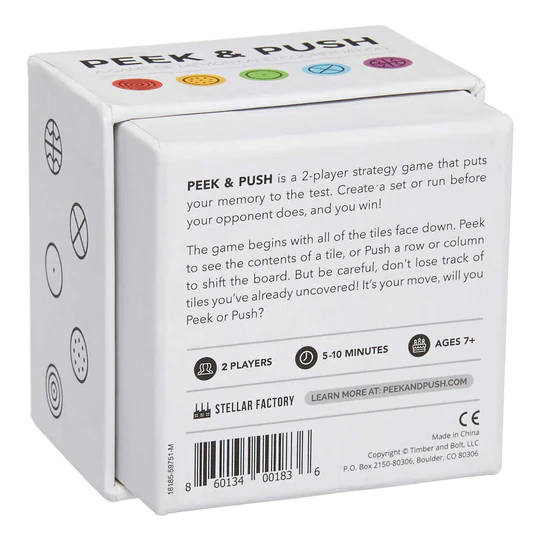 PEEK & PUSH
PEEK & PUSH is a 2-player strategy game that puts
your memory to the test. Create a set or run before
your opponent does, and you win!
The game begins with all of the tiles face down. Peek
to see the contents of a tile, or Push a row or column
to shift the board. But be careful, don't lose track of
tiles you've already uncovered! It's your move, will you
Peek or Push?
2 PLAYERS
5-10 MINUTES
AGES 7+
STELLAR FACTORY
LEARN MORE AT: PEEKANDPUSH.COM
CE
Made in China
Copyright © Timber and Bolt, LLC
P.O. Box 2150-80306, Boulder, CO 80306
18185-59751-M
8 60134 00183 6